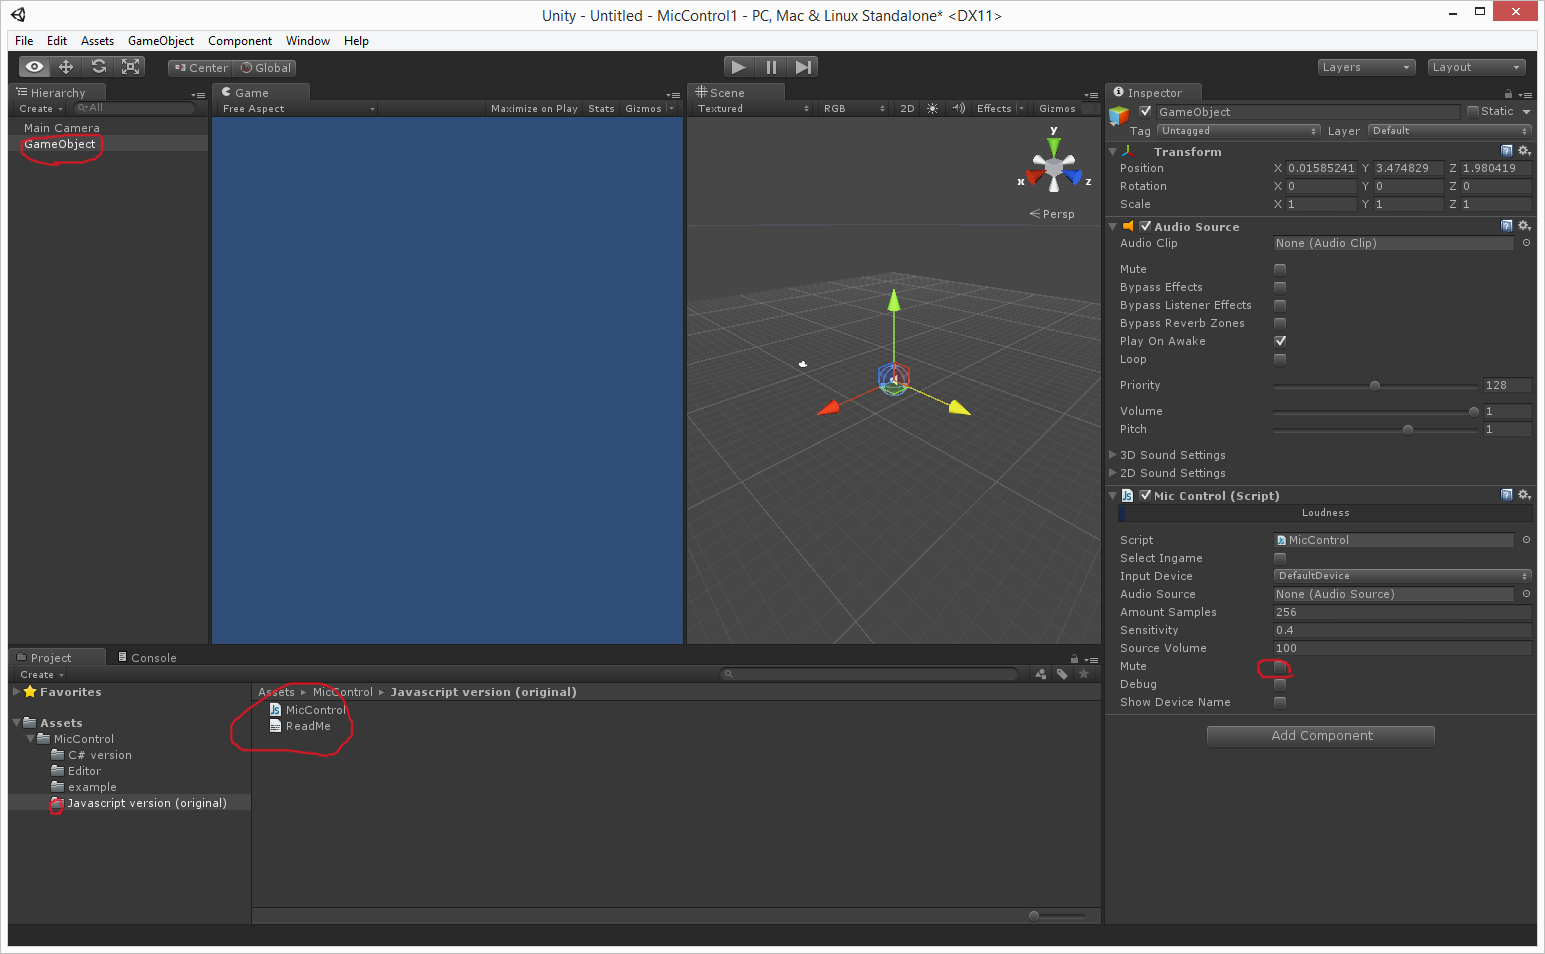 Unity - Untitled - MicControl1 - PC, Mac & Linux Standalone* <DX11>
File Edit Assets GameObject Component Window Help
Center Global Layers Layout
Hierarchy
Create All
Main Camera
GameObject
Game
Free Aspect Maximize on Play Stats Gizmos
Scene
Textured RGB 2D Effects Gizmos
y
x z
Persp
Inspector
GameObject Static
Tag Untagged Layer Default
Transform
Position X 0.01585241 Y 3.474829 Z 1.980419
Rotation X 0 Y 0 Z 0
Scale X 1 Y 1 Z 1
Audio Source
Audio Clip None (Audio Clip)
Mute
Bypass Effects
Bypass Listener Effects
Bypass Reverb Zones
Play On Awake
Loop
Priority 128
Volume 1
Pitch 1
3D Sound Settings
2D Sound Settings
Js Mic Control (Script)
Loudness
Script MicControl
Select Ingame
Input Device DefaultDevice
Audio Source None (Audio Source)
Amount Samples 256
Sensitivity 0.4
Source Volume 100
Mute
Debug
Show Device Name
Add Component
Project Console
Create
Favorites
Assets
MicControl
C# version
Editor
example
Javascript version (original)
Assets ▸ MicControl ▸ Javascript version (original)
Js MicControl
ReadMe